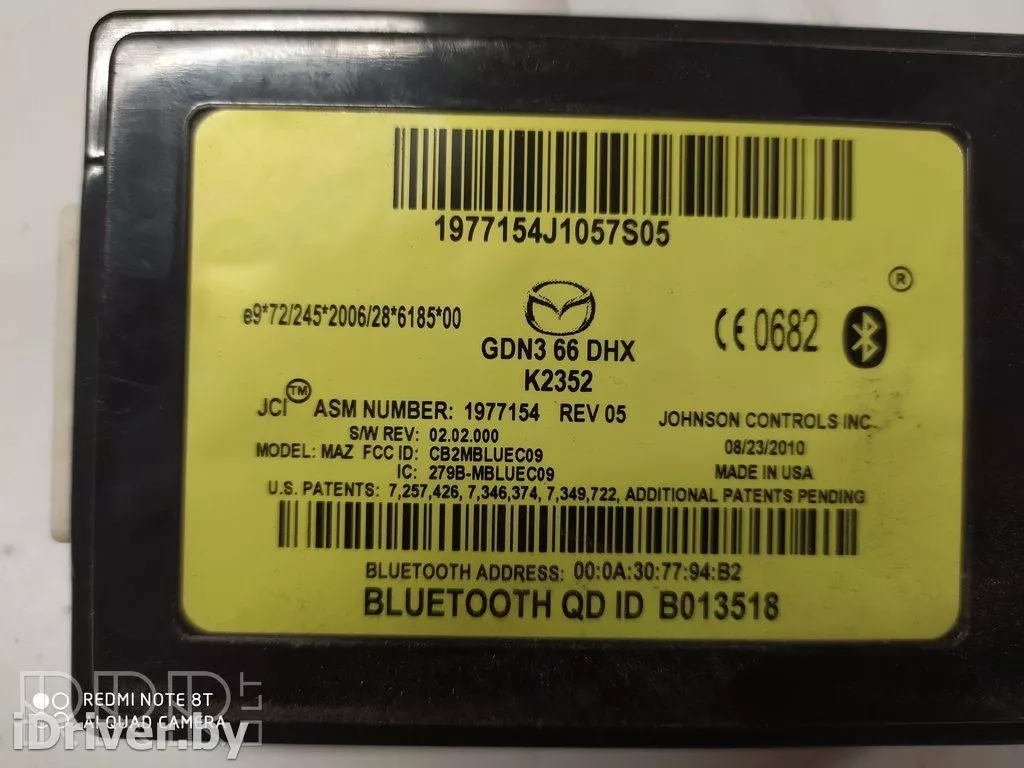 1977154J1057S05
®
e9*72/245*2006/28*6185*00
CE0682
GDN3 66 DHX
K2352
JCI™ ASM NUMBER: 1977154 REV 05
JOHNSON CONTROLS INC
S/W REV: 02.02.000
08/23/2010
MODEL: MAZ FCC ID: CB2MBLUEC09
IC: 279B-MBLUEC09
MADE IN USA
U.S. PATENTS: 7,257,426, 7,346,374, 7,349,722, ADDITIONAL PATENTS PENDING
BLUETOOTH ADDRESS: 00:0A:30:77:94:B2
BLUETOOTH QD ID B013518
REDMI NOTE 8T
AI QUAD CAMERA
iDriver.by